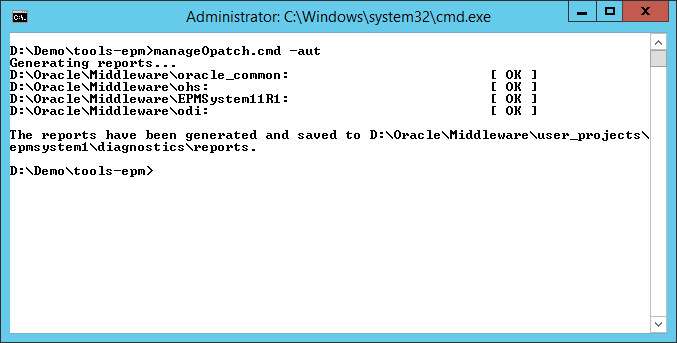 Administrator: C:\Windows\system32\cmd.exe
D:\Demo\tools-epm>manageOpatch.cmd -aut
Generating reports...
D:\Oracle\Middleware\oracle_common: [ OK ]
D:\Oracle\Middleware\ohs: [ OK ]
D:\Oracle\Middleware\EPMSystem11R1: [ OK ]
D:\Oracle\Middleware\odi: [ OK ]
The reports have been generated and saved to D:\Oracle\Middleware\user_projects\
epmsystem1\diagnostics\reports.
D:\Demo\tools-epm>